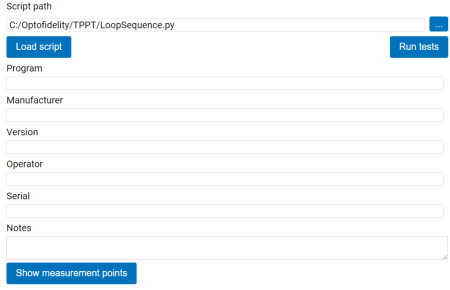 Script path
C:/Optofidelity/TPPT/LoopSequence.py ...
Load script Run tests
Program
Manufacturer
Version
Operator
Serial
Notes
Show measurement points